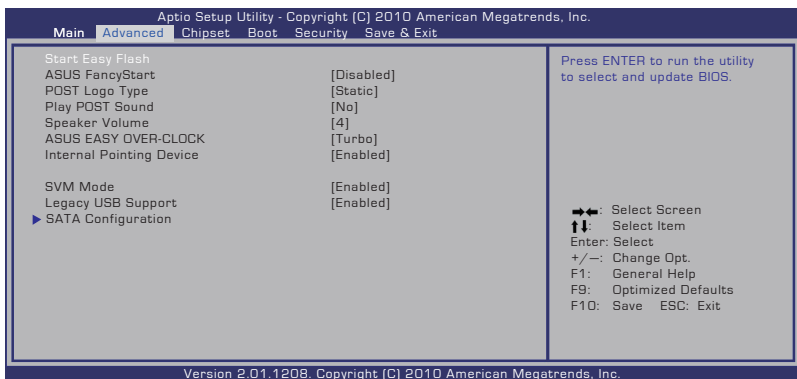 Aptio Setup Utility - Copyright (C) 2010 American Megatrends, Inc.
Main Advanced Chipset Boot Security Save & Exit
Start Easy Flash
ASUS FancyStart [Disabled]
POST Logo Type [Static]
Play POST Sound [No]
Speaker Volume [4]
ASUS EASY OVER-CLOCK [Turbo]
Internal Pointing Device [Enabled]
SVM Mode [Enabled]
Legacy USB Support [Enabled]
SATA Configuration
Press ENTER to run the utility
to select and update BIOS.
→←: Select Screen
↑↓: Select Item
Enter: Select
+/—: Change Opt.
F1: General Help
F9: Optimized Defaults
F10: Save ESC: Exit
Version 2.01.1208. Copyright (C) 2010 American Megatrends, Inc.